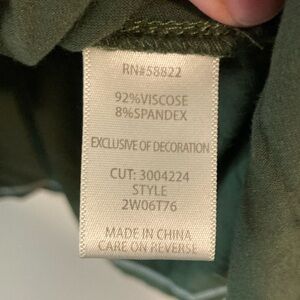 RN#58822
92%VISCOSE
8%SPANDEX
EXCLUSIVE OF DECORATION
CUT: 3004224
STYLE
2W06T76
MADE IN CHINA
CARE ON REVERSE